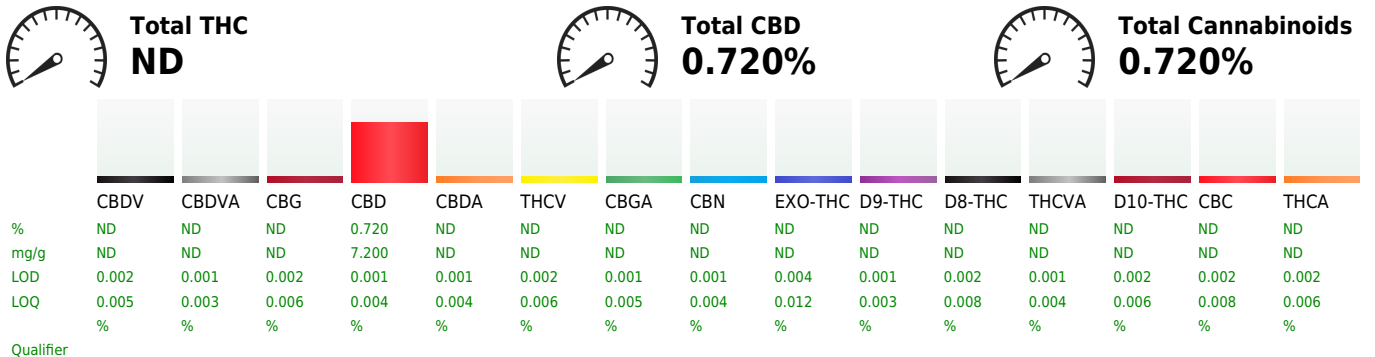 Total THC Total CBD Total Cannabinoids
ND 0.720% 0.720%
CBDV CBDVA CBG CBD CBDA THCV CBGA CBN EXO-THC D9-THC D8-THC THCVA D10-THC CBC THCA
% ND ND ND 0.720 ND ND ND ND ND ND ND ND ND ND ND
mg/g ND ND ND 7.200 ND ND ND ND ND ND ND ND ND ND ND
LOD 0.002 0.001 0.002 0.001 0.001 0.002 0.001 0.001 0.004 0.001 0.002 0.001 0.002 0.002 0.002
LOQ 0.005 0.003 0.006 0.004 0.004 0.006 0.005 0.004 0.012 0.003 0.008 0.004 0.006 0.008 0.006
% % % % % % % % % % % % % % %
Qualifier